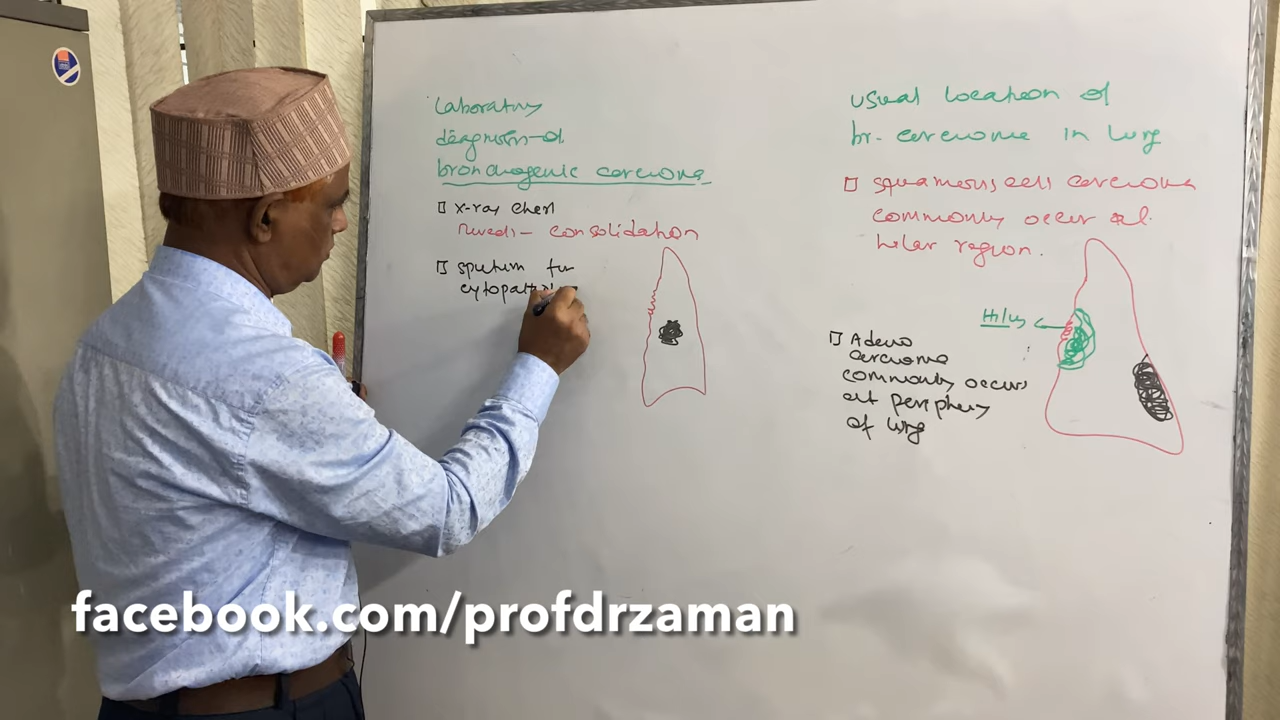 Laboratory
diagnosis of
bronchogenic carcinoma
X-ray chest
Reveals - consolidation
sputum for
usual location of
br. carcinoma in lung
squamous cell carcinoma
commonly occur at
hilar region.
Hilus
Adeno
carcinoma
commonly occurs
at periphery
of lung
facebook.com/profdrzaman